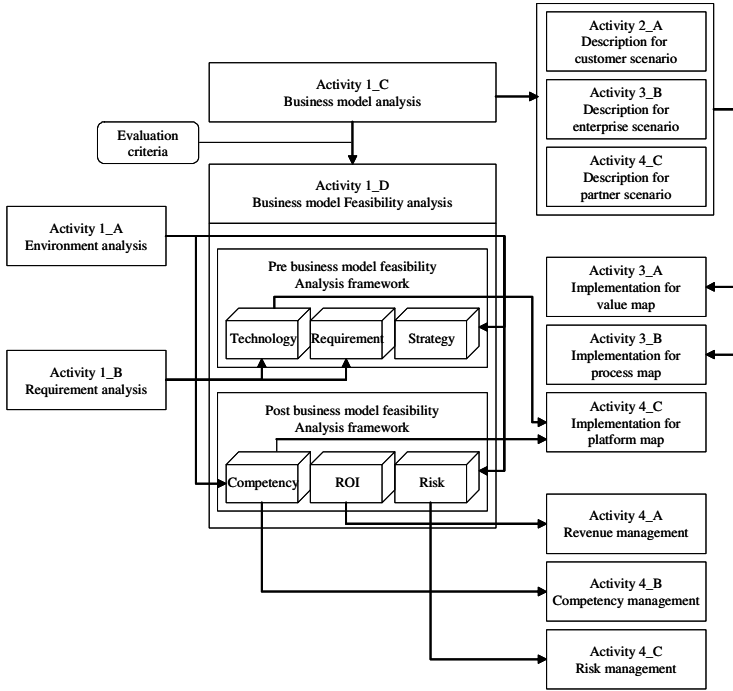 Activity 2_A
Description for
customer scenario
Activity 1_C
Business model analysis
Activity 3_B
Description for
enterprise scenario
Evaluation
criteria
Activity 4_C
Description for
partner scenario
Activity 1_D
Business model Feasibility analysis
Activity 1_A
Environment analysis
Pre business model feasibility
Analysis framework
Technology
Requirement
Strategy
Activity 3_A
Implementation for
value map
Activity 1_B
Requirement analysis
Activity 3_B
Implementation for
process map
Post business model feasibility
Analysis framework
Competency
ROI
Risk
Activity 4_C
Implementation for
platform map
Activity 4_A
Revenue management
Activity 4_B
Competency management
Activity 4_C
Risk management